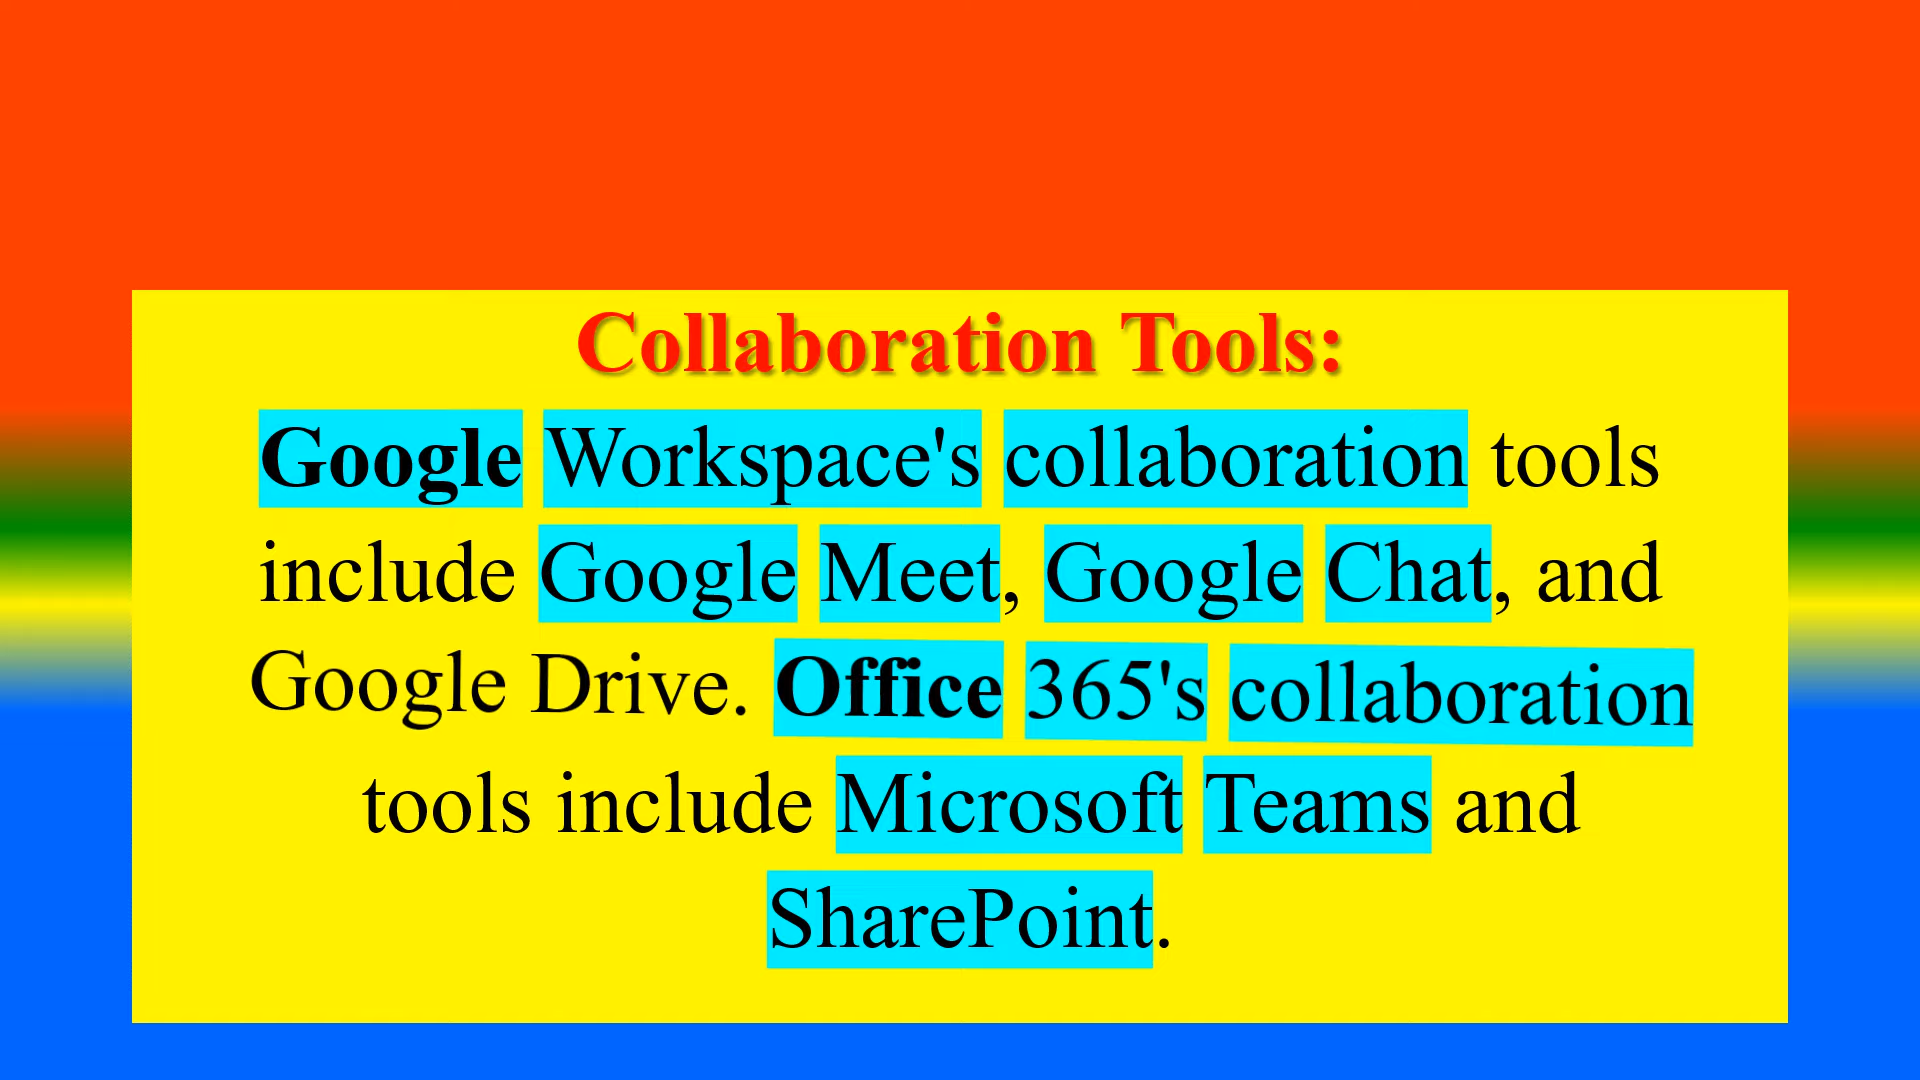 Collaboration Tools:
Google Workspace's collaboration tools
include Google Meet, Google Chat, and
Google Drive. Office 365's collaboration
tools include Microsoft Teams and
SharePoint.